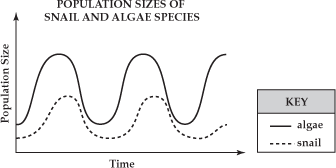 POPULATION SIZES OF
SNAIL AND ALGAE SPECIES
Population Size
Time
KEY
algae
snail